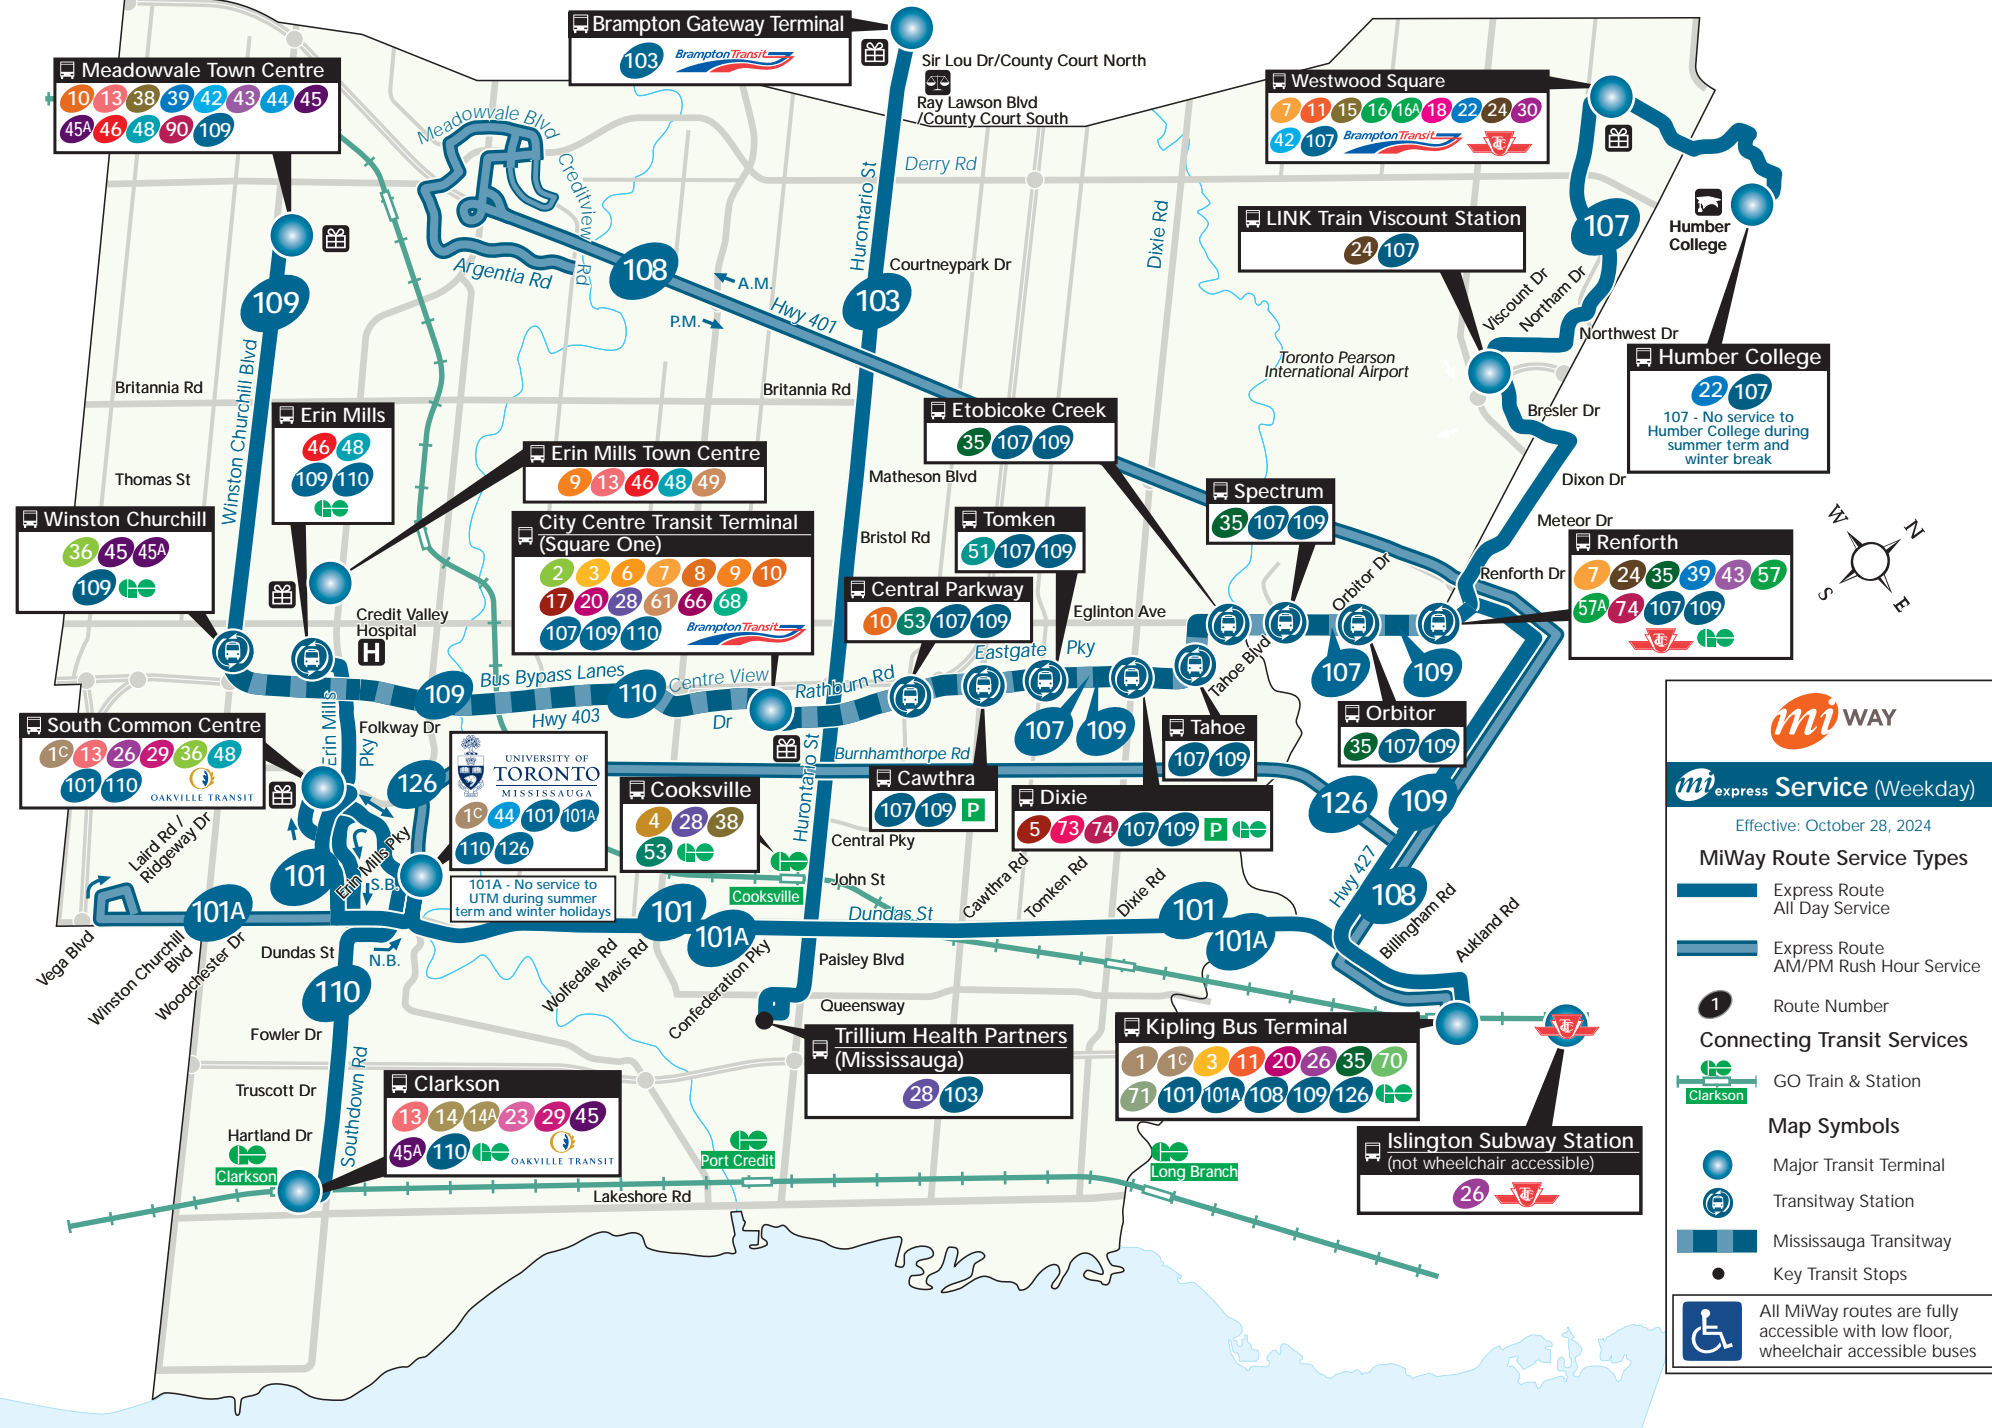 Brampton Gateway Terminal
103 BramptonTransit
Sir Lou Dr/County Court North
Ray Lawson Blvd
/County Court South
Meadowvale Town Centre
10 13 38 39 42 43 44 45
45A 46 48 90 109
Westwood Square
7 11 15 16 16A 18 22 24 30
42 107 BramptonTransit TTC
Meadowvale Blvd
Creditview Rd
Argentia Rd
Hurontario St
Derry Rd
Dixie Rd
107
Humber
College
LINK Train Viscount Station
24 107
108
A.M.
P.M.
Hwy 401
Courtneypark Dr
103
109
Viscount Dr
Northam Dr
Northwest Dr
Toronto Pearson
International Airport
Humber College
22 107
107 - No service to
Humber College during
summer term and
winter break
Winston Churchill Blvd
Britannia Rd
Britannia Rd
Bresler Dr
Erin Mills
46 48
109 110
GO
Etobicoke Creek
35 107 109
Erin Mills Town Centre
9 13 46 48 49
Thomas St
Matheson Blvd
Dixon Dr
Spectrum
35 107 109
Winston Churchill
36 45 45A
109 GO
City Centre Transit Terminal
(Square One)
2 3 6 7 8 9 10
17 20 28 61 66 68
107 109 110 BramptonTransit
Bristol Rd
Tomken
51 107 109
Meteor Dr
Renforth
7 24 35 39 43 57
57A 74 107 109
TTC GO
W N S E
Central Parkway
10 53 107 109
Orbitor Dr
Renforth Dr
Eglinton Ave
Credit Valley
Hospital
H
Eastgate Pky
Tahoe Blvd
107
109
109
Bus Bypass Lanes
110
Centre View
Dr
Rathburn Rd
Hwy 403
107
109
Orbitor
35 107 109
Tahoe
107 109
South Common Centre
1C 13 26 29 36 48
101 110 OAKVILLE TRANSIT
Erin Mills
Pky
Folkway Dr
126
UNIVERSITY OF
TORONTO
MISSISSAUGA
1C 44 101 101A
110 126
101A - No service to
UTM during summer
term and winter holidays
Burnhamthorpe Rd
Hurontario St
Cawthra
107 109 P
Cooksville
4 28 38
53 GO
Dixie
5 73 74 107 109 P GO
126
109
Laird Rd /
Ridgeway Dr
101
Erin Mills Pky
S.B.
GO
Cooksville
Central Pky
John St
Cawthra Rd
Tomken Rd
Dixie Rd
Hwy 427
108
Billingham Rd
Aukland Rd
101A
101
101A
Dundas St
101
101A
Vega Blvd
Winston Churchill
Blvd
Woodchester Dr
Dundas St
N.B.
110
Wolfedale Rd
Mavis Rd
Confederation Pky
Paisley Blvd
Queensway
Fowler Dr
Trillium Health Partners
(Mississauga)
28 103
Kipling Bus Terminal
1 1C 3 11 20 26 35 70
71 101 101A 108 109 126 GO
TTC
Southdown Rd
Truscott Dr
Hartland Dr
GO
Clarkson
Clarkson
13 14 14A 23 29 45
45A 110 GO OAKVILLE TRANSIT
GO
Port Credit
GO
Long Branch
Lakeshore Rd
Islington Subway Station
(not wheelchair accessible)
26 TTC
mi WAY
mi express Service (Weekday)
Effective: October 28, 2024
MiWay Route Service Types
Express Route
All Day Service
Express Route
AM/PM Rush Hour Service
1 Route Number
Connecting Transit Services
GO
Clarkson
GO Train & Station
Map Symbols
Major Transit Terminal
Transitway Station
Mississauga Transitway
Key Transit Stops
All MiWay routes are fully
accessible with low floor,
wheelchair accessible buses